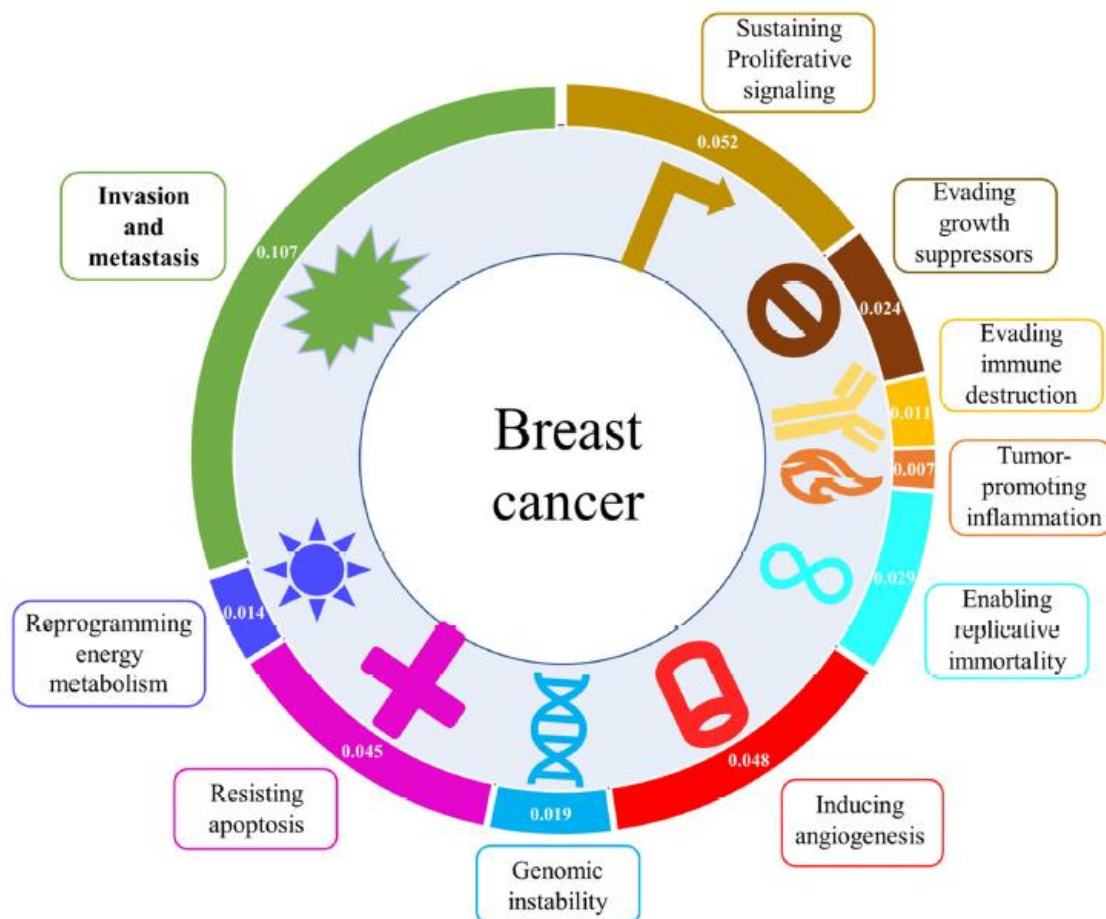 Sustaining
Proliferative
signaling
0.052
Evading
growth
suppressors
0.024
Evading
immune
destruction
0.011
Tumor-
promoting
inflammation
0.007
Enabling
replicative
immortality
0.029
Inducing
angiogenesis
0.048
Genomic
instability
0.019
Resisting
apoptosis
0.045
Reprogramming
energy
metabolism
0.014
Invasion
and
metastasis
0.107
Breast
cancer